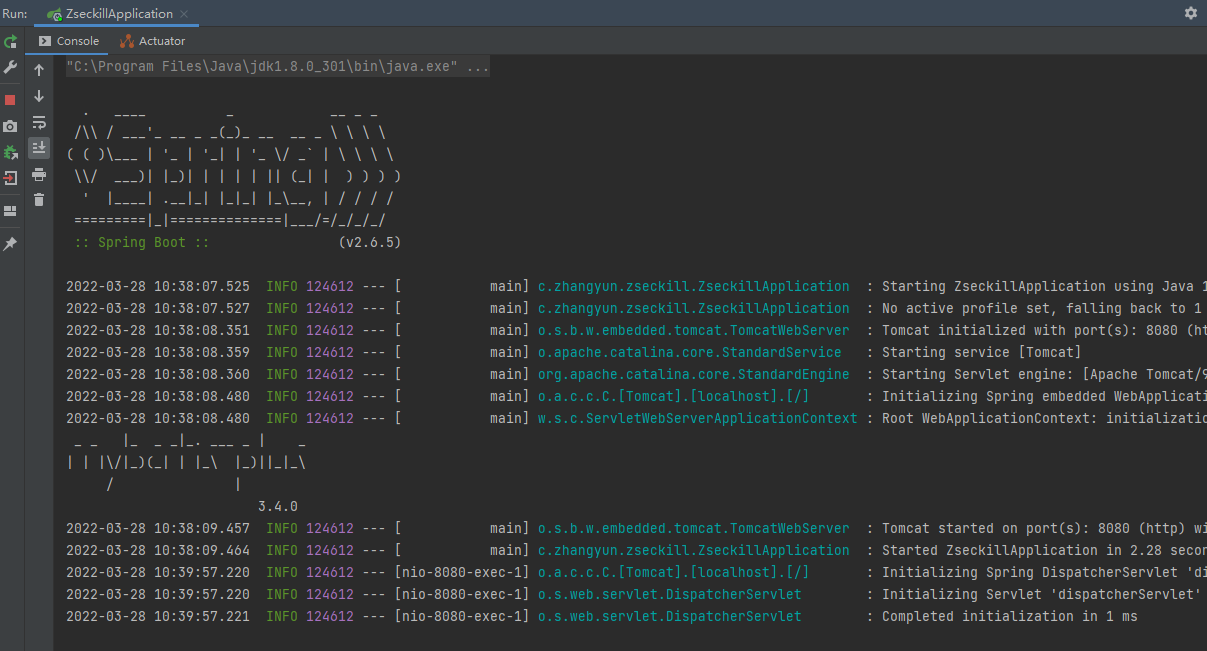 Run: ZseckillApplication
Console Actuator
"C:\Program Files\Java\jdk1.8.0_301\bin\java.exe" ...
  .   ____          _            __ _ _
 /\\ / ___'_ __ _ _(_)_ __  __ _ \ \ \ \
( ( )\___ | '_ | '_| | '_ \/ _` | \ \ \ \
 \\/  ___)| |_)| | | | | || (_| |  ) ) ) )
  '  |____| .__|_| |_|_| |_\__, | / / / /
 =========|_|==============|___/=/_/_/_/
 :: Spring Boot ::                (v2.6.5)
2022-03-28 10:38:07.525  INFO 124612 --- [           main] c.zhangyun.zseckill.ZseckillApplication  : Starting ZseckillApplication using Java 1
2022-03-28 10:38:07.527  INFO 124612 --- [           main] c.zhangyun.zseckill.ZseckillApplication  : No active profile set, falling back to 1
2022-03-28 10:38:08.351  INFO 124612 --- [           main] o.s.b.w.embedded.tomcat.TomcatWebServer  : Tomcat initialized with port(s): 8080 (ht
2022-03-28 10:38:08.359  INFO 124612 --- [           main] o.apache.catalina.core.StandardService   : Starting service [Tomcat]
2022-03-28 10:38:08.360  INFO 124612 --- [           main] org.apache.catalina.core.StandardEngine  : Starting Servlet engine: [Apache Tomcat/9
2022-03-28 10:38:08.480  INFO 124612 --- [           main] o.a.c.c.C.[Tomcat].[localhost].[/]       : Initializing Spring embedded WebApplicati
2022-03-28 10:38:08.480  INFO 124612 --- [           main] w.s.c.ServletWebServerApplicationContext : Root WebApplicationContext: initializatio
 _ _   |_  _ _|_. ___ _ |    _
| | |\/|_)(_| | |_\  |_)||_|_\
     /               |
                        3.4.0
2022-03-28 10:38:09.457  INFO 124612 --- [           main] o.s.b.w.embedded.tomcat.TomcatWebServer  : Tomcat started on port(s): 8080 (http) wi
2022-03-28 10:38:09.464  INFO 124612 --- [           main] c.zhangyun.zseckill.ZseckillApplication  : Started ZseckillApplication in 2.28 secon
2022-03-28 10:39:57.220  INFO 124612 --- [nio-8080-exec-1] o.a.c.c.C.[Tomcat].[localhost].[/]       : Initializing Spring DispatcherServlet 'di
2022-03-28 10:39:57.220  INFO 124612 --- [nio-8080-exec-1] o.s.web.servlet.DispatcherServlet        : Initializing Servlet 'dispatcherServlet'
2022-03-28 10:39:57.221  INFO 124612 --- [nio-8080-exec-1] o.s.web.servlet.DispatcherServlet        : Completed initialization in 1 ms